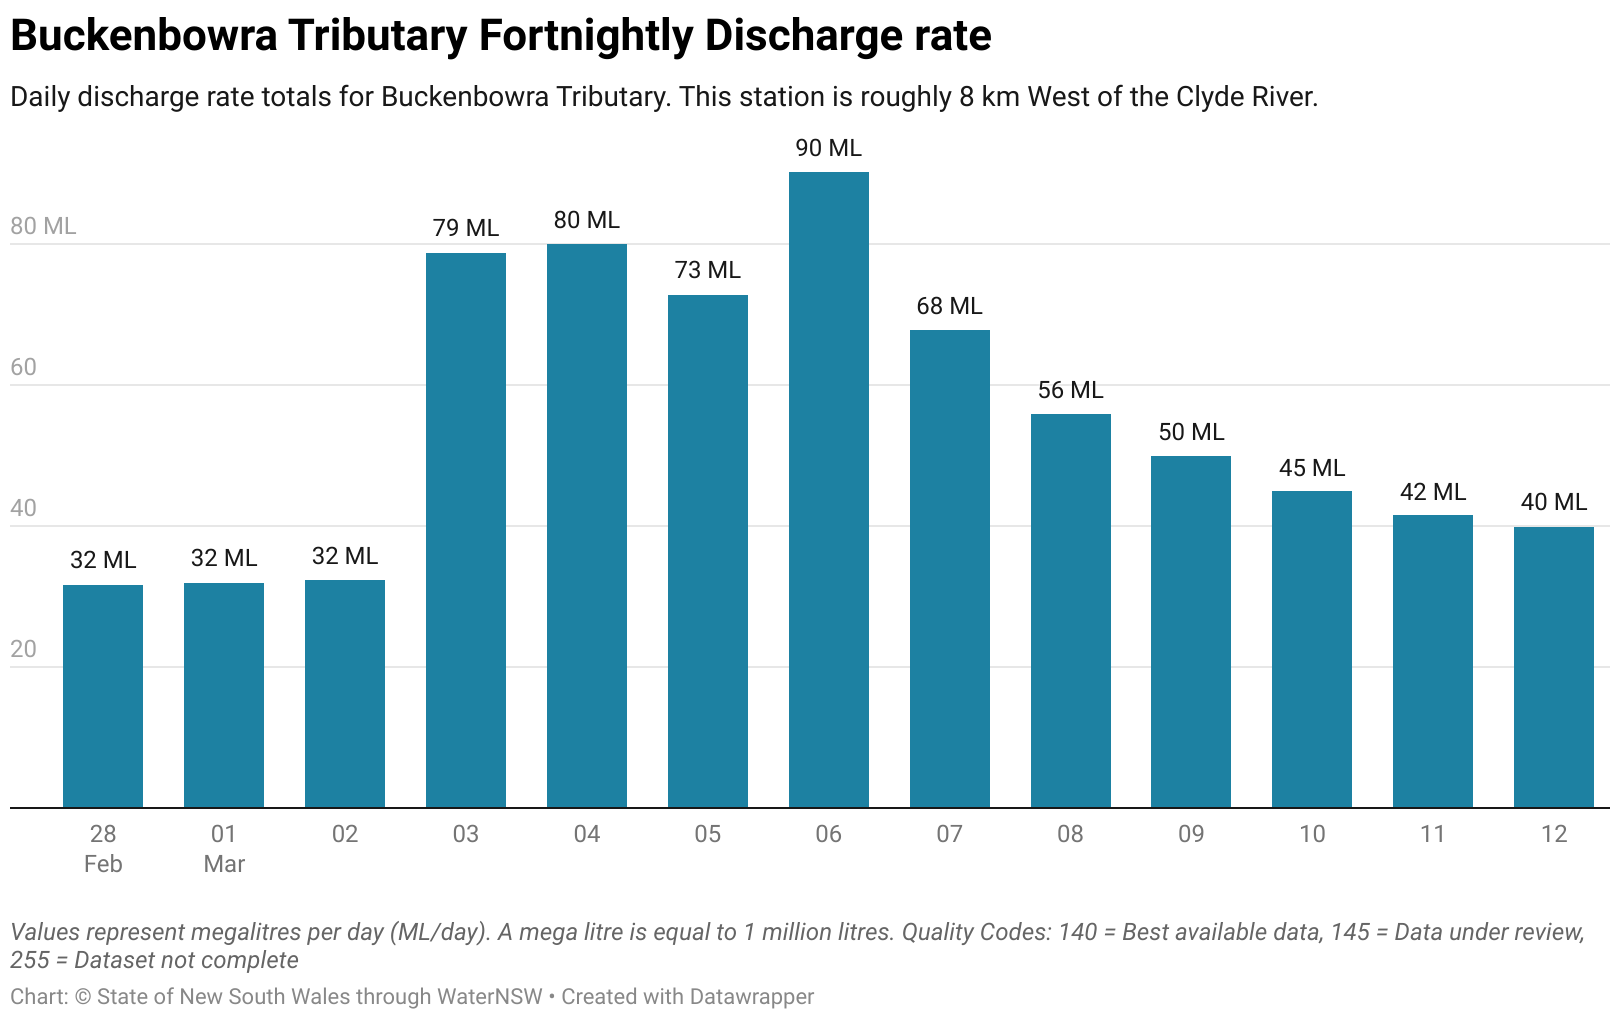 Buckenbowra Tributary Fortnightly Discharge rate
Daily discharge rate totals for Buckenbowra Tributary. This station is roughly 8 km West of the Clyde River.
90 ML
80 ML
79 ML
80 ML
73 ML
68 ML
60
56 ML
50 ML
45 ML
42 ML
40 ML
40
32 ML
32 ML
32 ML
20
28 01 02 03 04 05 06 07 08 09 10 11 12
Feb Mar
Values represent megalitres per day (ML/day). A mega litre is equal to 1 million litres. Quality Codes: 140 = Best available data, 145 = Data under review,
255 = Dataset not complete
Chart: © State of New South Wales through WaterNSW • Created with Datawrapper